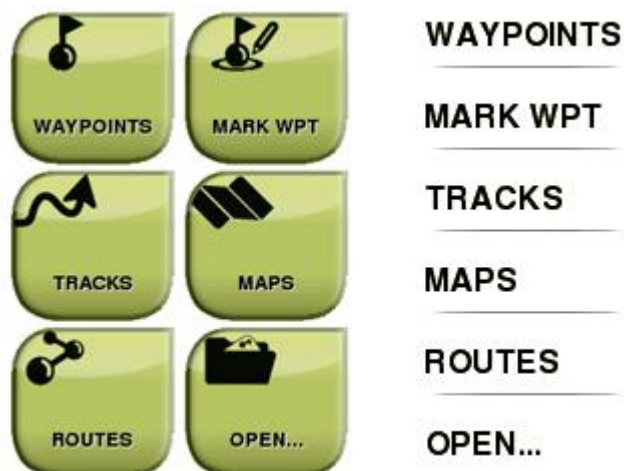 WAYPOINTS
MARK WPT
TRACKS
MAPS
ROUTES
OPEN...
WAYPOINTS
MARK WPT
TRACKS
MAPS
ROUTES
OPEN...